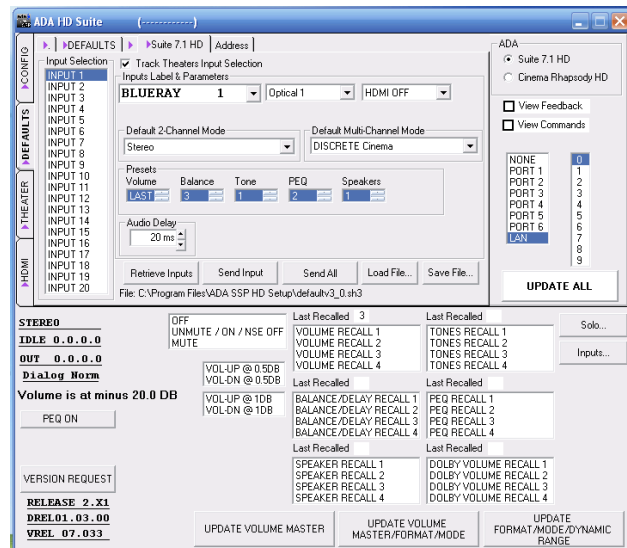 ADA HD Suite (------------)
DEFAULTS Suite 7.1 HD Address
CONFIG
DEFAULTS
THEATER
HDMI
Input Selection
INPUT 1
INPUT 2
INPUT 3
INPUT 4
INPUT 5
INPUT 6
INPUT 7
INPUT 8
INPUT 9
INPUT 10
INPUT 11
INPUT 12
INPUT 13
INPUT 14
INPUT 15
INPUT 16
INPUT 17
INPUT 18
INPUT 19
INPUT 20
Track Theaters Input Selection
Inputs Label & Parameters
BLUERAY 1 Optical 1 HDMI OFF
Default 2-Channel Mode Default Multi-Channel Mode
Stereo DISCRETE Cinema
Presets
Volume Balance Tone PEQ Speakers
LAST 3 1 2 1
Audio Delay
20 ms
Retrieve Inputs Send Input Send All Load File... Save File...
File: C:\Program Files\ADA SSP HD Setup\defaultv3_0.sh3
ADA
Suite 7.1 HD
Cinema Rhapsody HD
View Feedback
View Commands
NONE
PORT 1
PORT 2
PORT 3
PORT 4
PORT 5
PORT 6
LAN
0
1
2
3
4
5
6
7
8
9
UPDATE ALL
STEREO
IDLE 0.0.0.0
OUT 0.0.0.0
Dialog Norm
Volume is at minus 20.0 DB
PEQ ON
VERSION REQUEST
RELEASE 2.X1
DREL01.03.00
VREL 07.033
OFF
UNMUTE / ON / NSE OFF
MUTE
VOL-UP @ 0.5DB
VOL-DN @ 0.5DB
VOL-UP @ 1DB
VOL-DN @ 1DB
Last Recalled 3
VOLUME RECALL 1
VOLUME RECALL 2
VOLUME RECALL 3
VOLUME RECALL 4
Last Recalled
TONES RECALL 1
TONES RECALL 2
TONES RECALL 3
TONES RECALL 4
Last Recalled
BALANCE/DELAY RECALL 1
BALANCE/DELAY RECALL 2
BALANCE/DELAY RECALL 3
BALANCE/DELAY RECALL 4
Last Recalled
PEQ RECALL 1
PEQ RECALL 2
PEQ RECALL 3
PEQ RECALL 4
Last Recalled
SPEAKER RECALL 1
SPEAKER RECALL 2
SPEAKER RECALL 3
SPEAKER RECALL 4
Last Recalled
DOLBY VOLUME RECALL 1
DOLBY VOLUME RECALL 2
DOLBY VOLUME RECALL 3
DOLBY VOLUME RECALL 4
Solo...
Inputs...
UPDATE VOLUME MASTER
UPDATE VOLUME
MASTER/FORMAT/MODE
UPDATE
FORMAT/MODE/DYNAMIC
RANGE